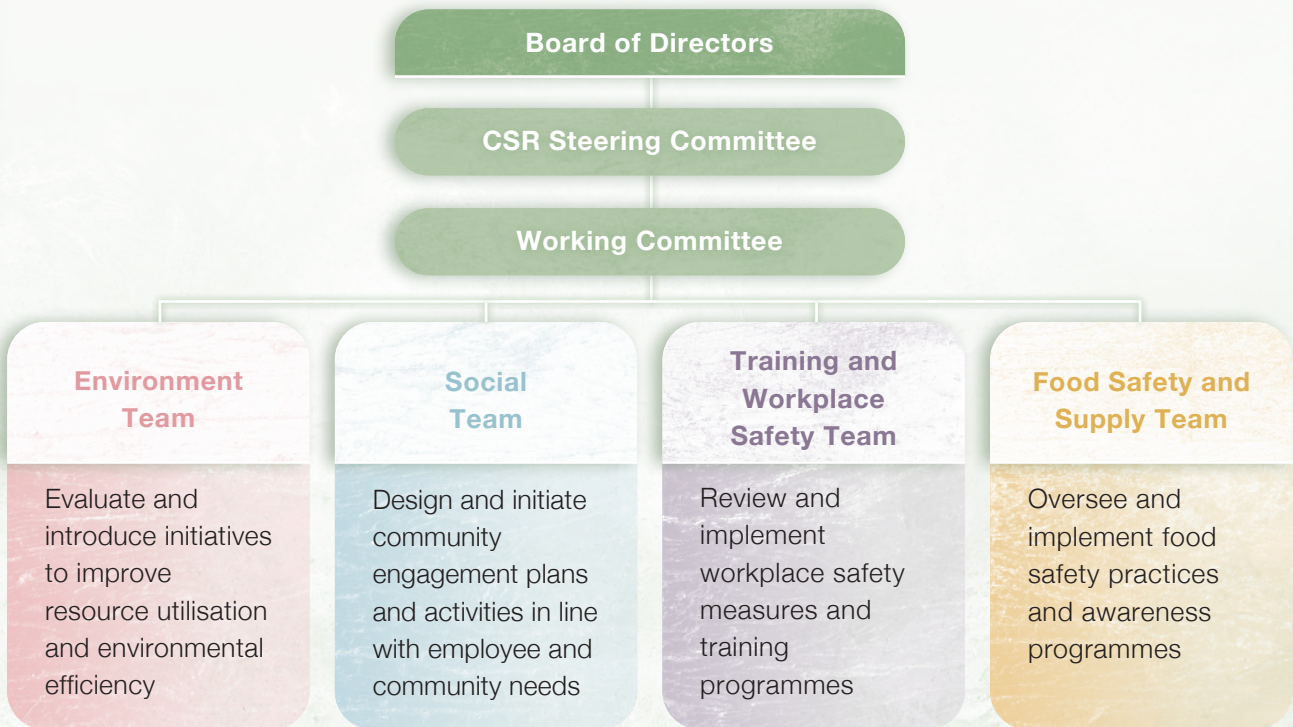 Board of Directors
CSR Steering Committee
Working Committee
Environment
Team
Evaluate and
introduce initiatives
to improve
resource utilisation
and environmental
efficiency
Social
Team
Design and initiate
community
engagement plans
and activities in line
with employee and
community needs
Training and
Workplace
Safety Team
Review and
implement
workplace safety
measures and
training
programmes
Food Safety and
Supply Team
Oversee and
implement food
safety practices
and awareness
programmes